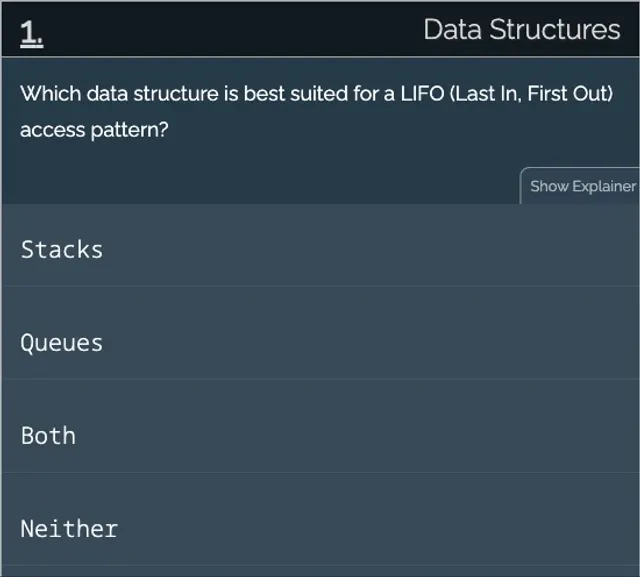 1.
Data Structures
Which data structure is best suited for a LIFO (Last In, First Out)
access pattern?
Show Explainer
Stacks
Queues
Both
Neither